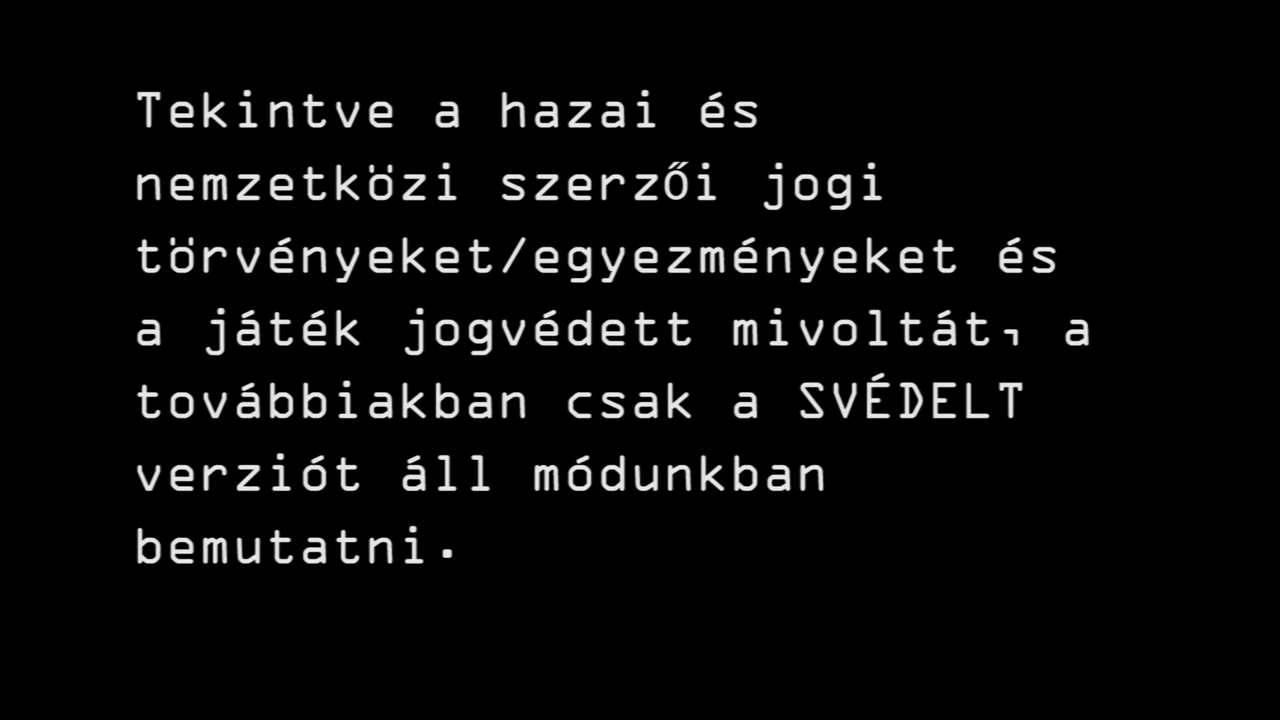 Tekintve a hazai és
nemzetközi szerzői jogi
törvényeket/egyezményeket és
a játék jogvédett mivoltát, a
továbbiakban csak a SVÉDELT
verziót áll módunkban
bemutatni.